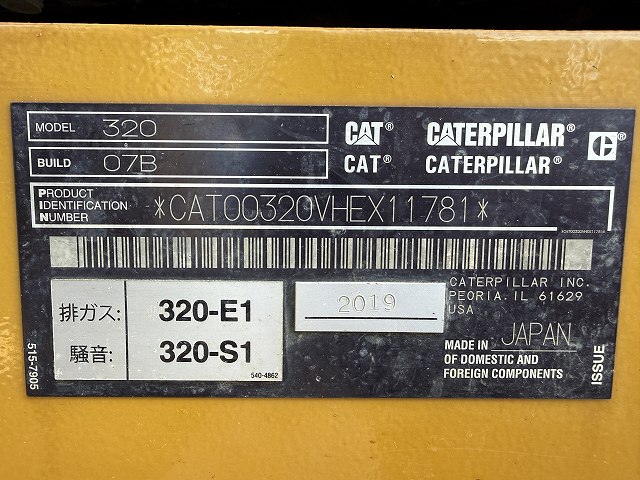 MODEL 320
BUILD 07B
CAT® CATERPILLAR®
CAT® CATERPILLAR®
PRODUCT
IDENTIFICATION
NUMBER
*CAT00320VHEX11781*
*CAT00320VHEX11781*
排ガス: 320-E1
騒音: 320-S1
540-4862
2019
CATERPILLAR INC.
PEORIA. IL 61629
USA
MADE IN JAPAN
OF DOMESTIC AND
FOREIGN COMPONENTS
ISSUE
515-7905